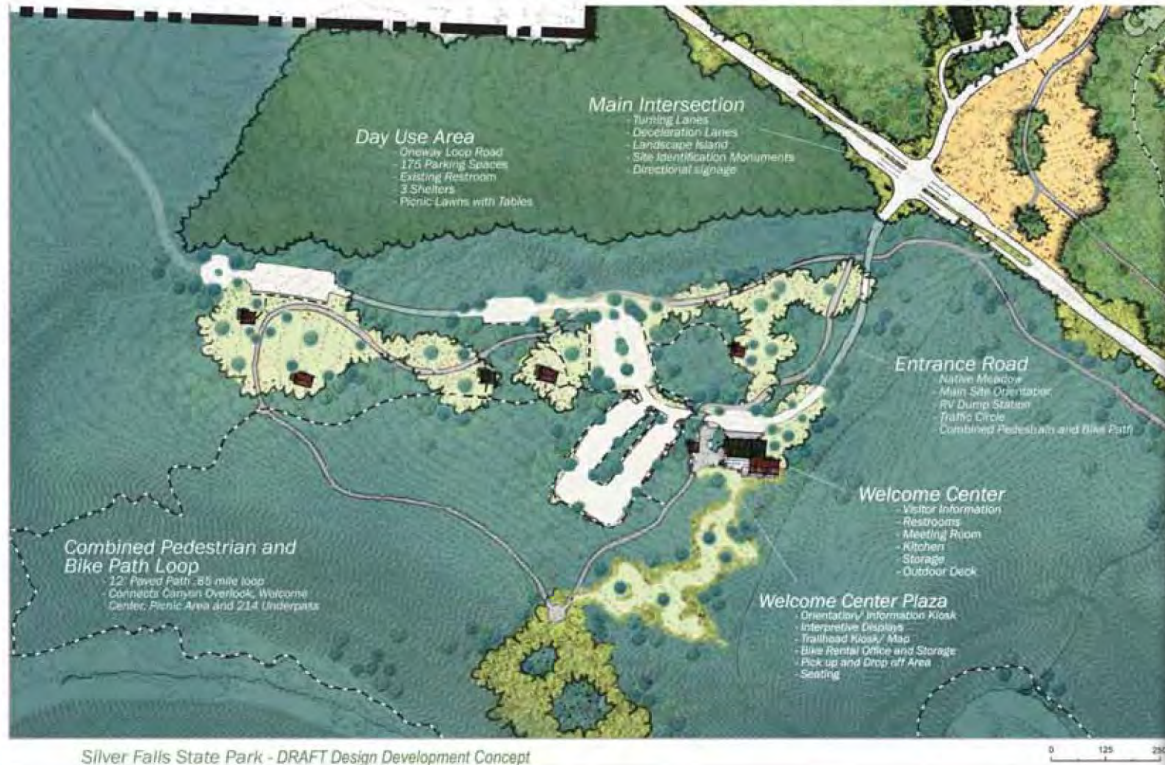 Day Use Area
- Oneway Loop Road
- 175 Parking Spaces
- Existing Restroom
3 Shelters
- Picnic Lawns with Tables
Main Intersection
- Turning Lanes
- Deceleration Lanes
- Landscape Island
- Site Identification Monuments
- Directional signage
Entrance Road
- Native Meadow
- Main Site Orientation
- RV Dump Station
- Traffic Circle
- Combined Pedestrain and Bike Path
Welcome Center
- Visitor Information
- Restrooms
- Meeting Room
- Kitchen
- Storage
- Outdoor Deck
Welcome Center Plaza
- Orientation/ Information Kiosk
- Interpretive Displays
- Trailhead Kiosk/ Map
- Bike Rental Office and Storage
- Pick up and Drop off Area
- Seating
Combined Pedestrian and
Bike Path Loop
- 12' Paved Path .85 mile loop
- Connects Canyon Overlook, Welcome
Center, Picnic Area and 214 Underpass
Silver Falls State Park - DRAFT Design Development Concept
0 125 250